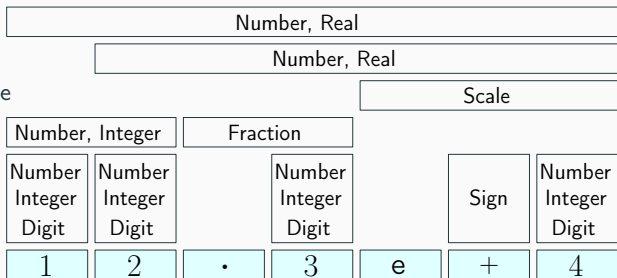 Number, Real
Number, Real
e
Scale
Number, Integer Fraction
Number Number Number Number
Integer Integer Integer Sign Integer
Digit Digit Digit Digit
1 2 . 3 e + 4